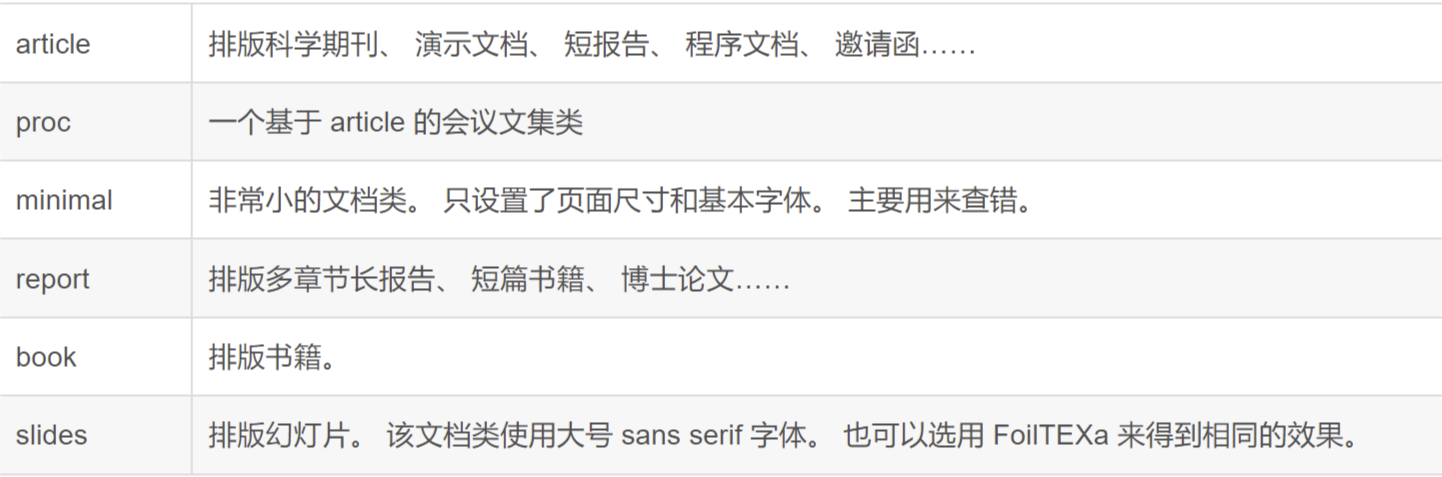 article 排版科学期刊、 演示文档、 短报告、 程序文档、 邀请函……
proc 一个基于 article 的会议文集类
minimal 非常小的文档类。 只设置了页面尺寸和基本字体。 主要用来查错。
report 排版多章节长报告、 短篇书籍、 博士论文……
book 排版书籍。
slides 排版幻灯片。 该文档类使用大号 sans serif 字体。 也可以选用 FoilTEXa 来得到相同的效果。